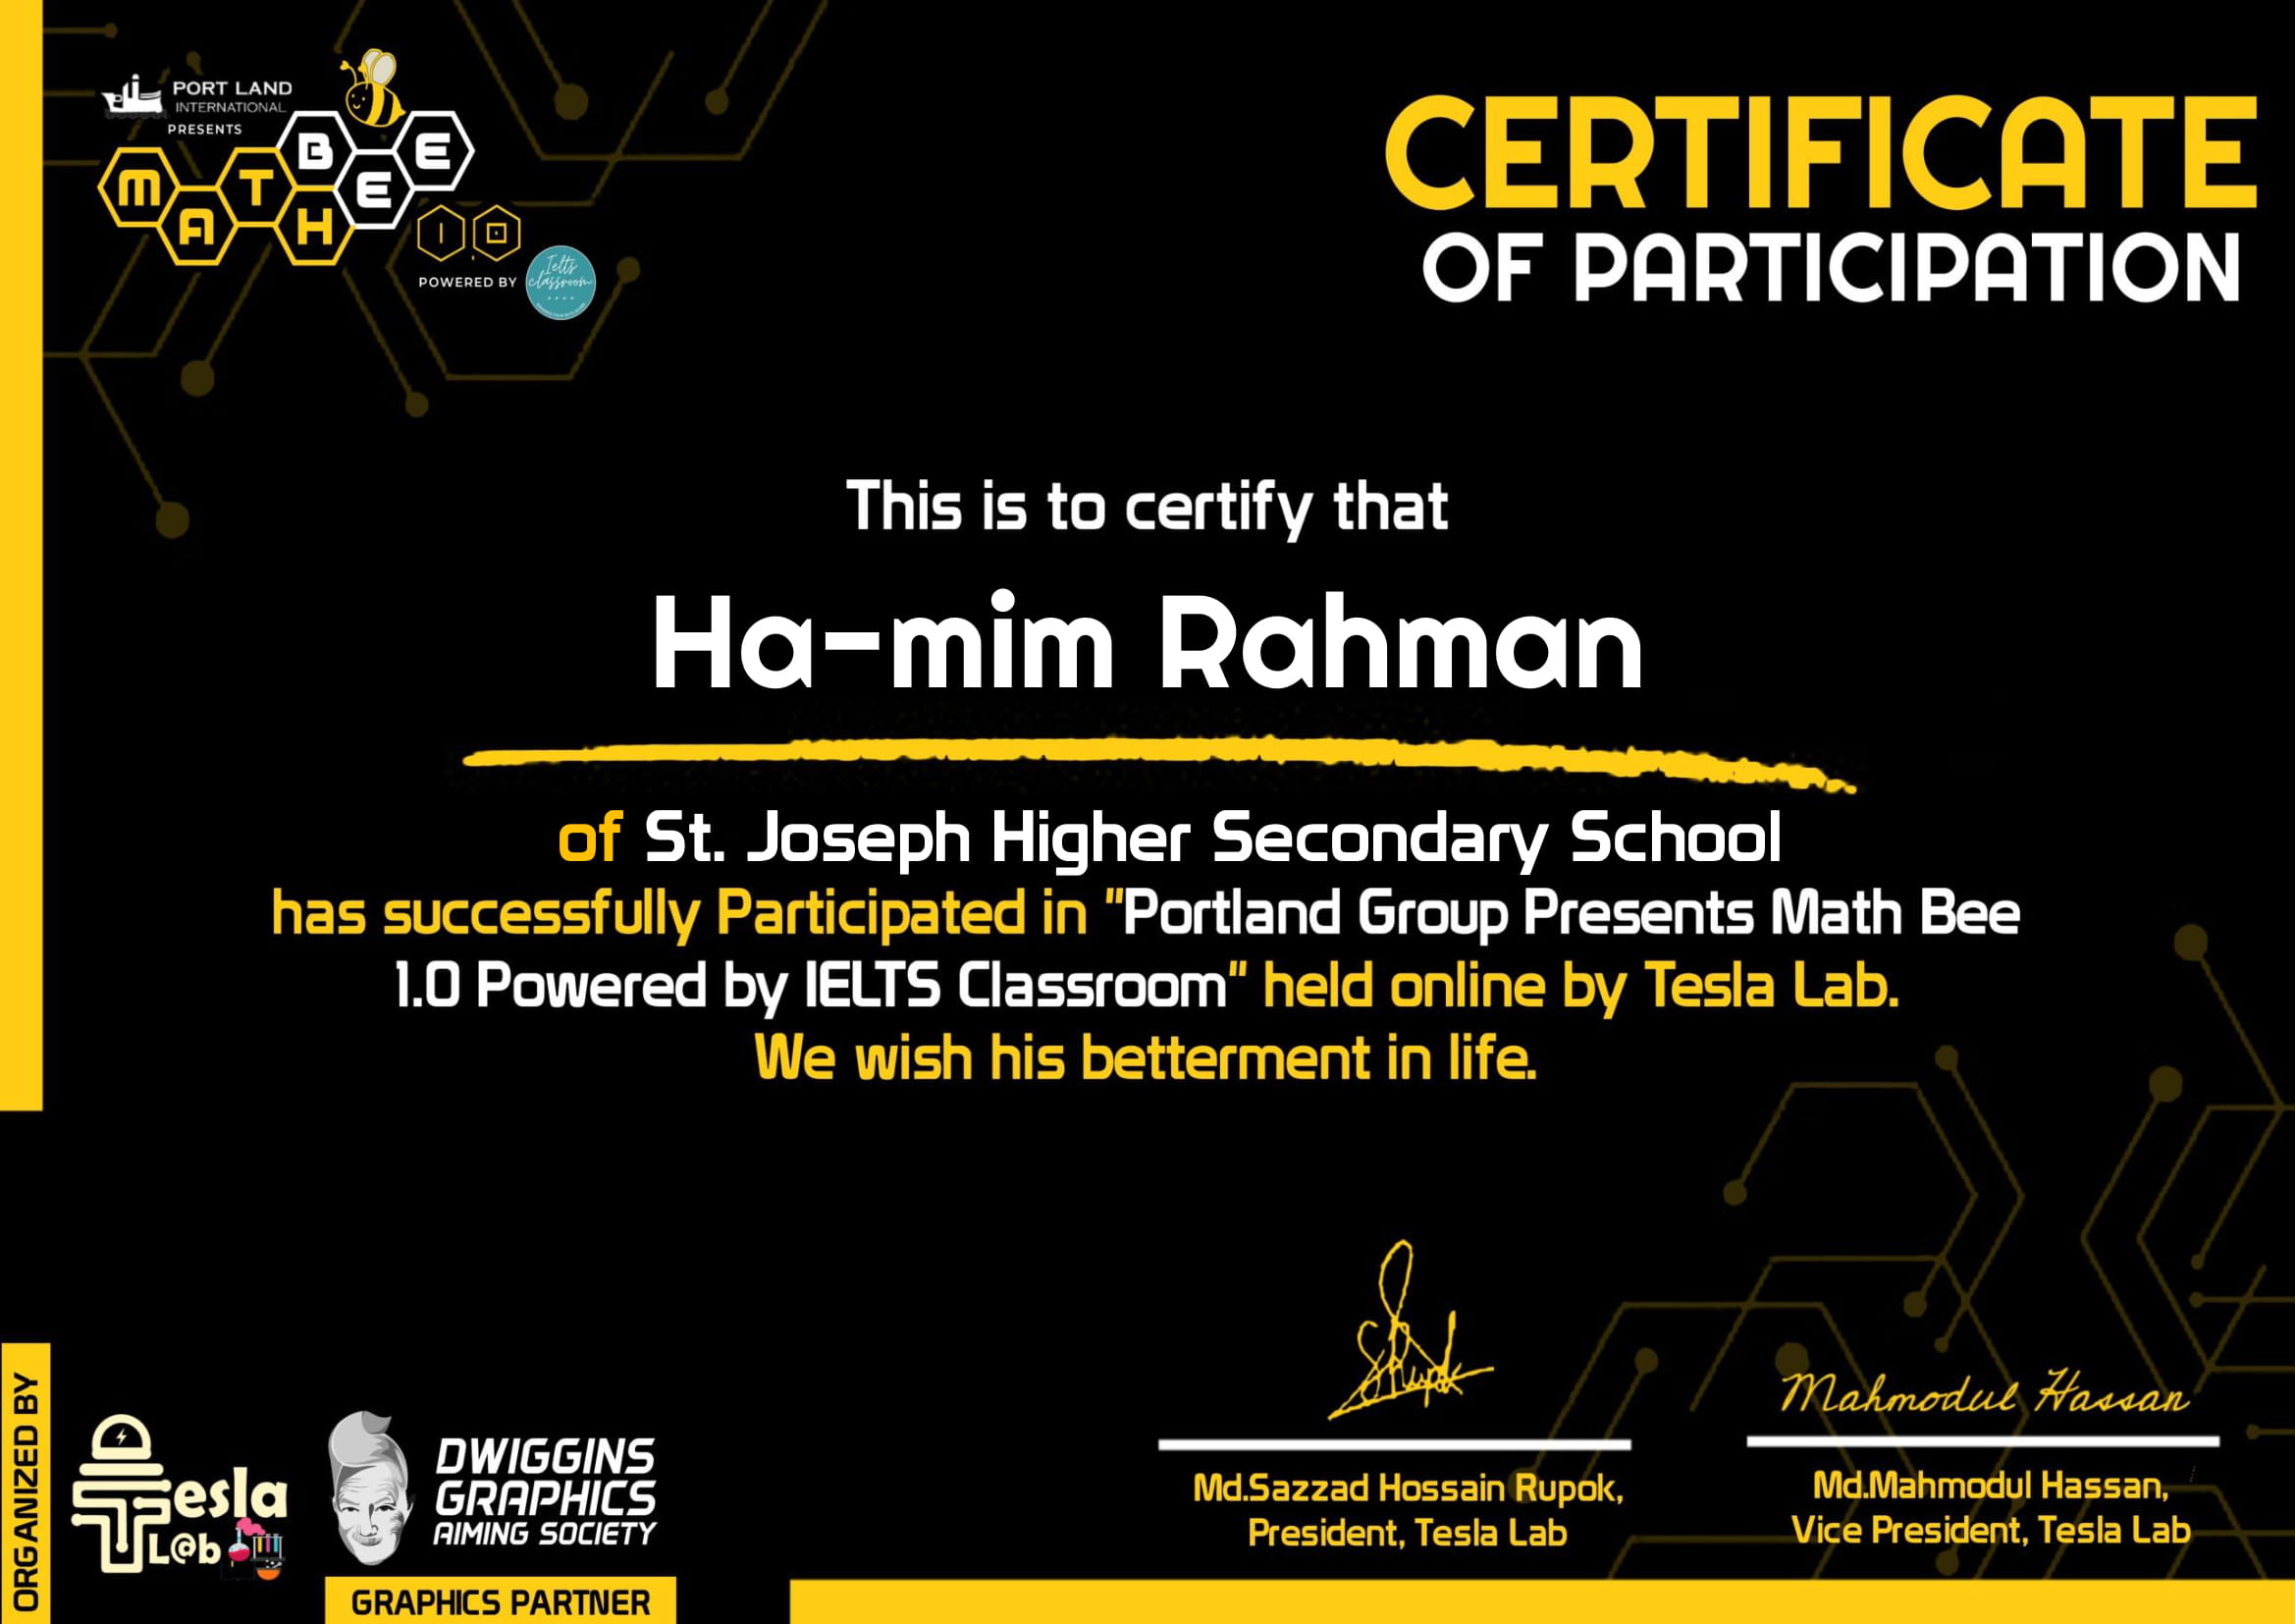 PORT LAND
INTERNATIONAL
PRESENTS
MATH BEE
1.0
POWERED BY
Ielts
classroom
CERTIFICATE
OF PARTICIPATION
This is to certify that
Ha-mim Rahman
of St. Joseph Higher Secondary School
has successfully Participated in "Portland Group Presents Math Bee
1.0 Powered by IELTS Classroom" held online by Tesla Lab.
We wish his betterment in life.
ORGANIZED BY
Tesla
L@b
DWIGGINS
GRAPHICS
AIMING SOCIETY
GRAPHICS PARTNER
SRupok
Md.Sazzad Hossain Rupok,
President, Tesla Lab
Mahmodul Hassan
Md.Mahmodul Hassan,
Vice President, Tesla Lab